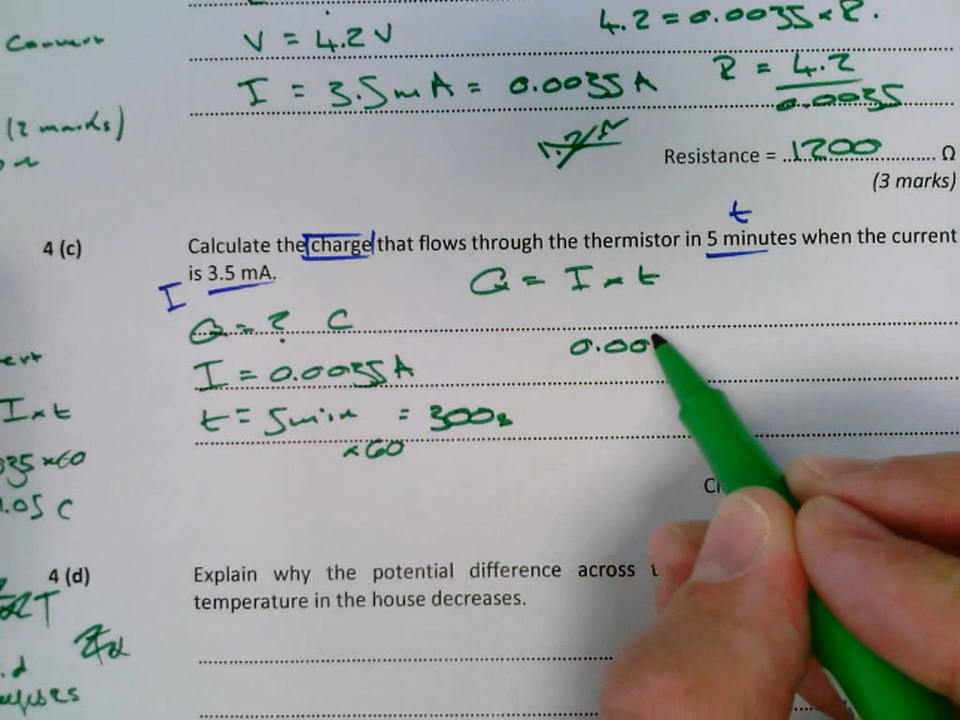 4.2 = 0.0035 × R.
Convert
V = 4.2 V
I = 3.5 mA = 0.0035 A
R = 4.2
0.0035
(2 marks)
Resistance = 1200 Ω
(3 marks)
t
4 (c) Calculate the charge that flows through the thermistor in 5 minutes when the current
is 3.5 mA.
I
Q = I × t
Q = ? C
0.00
I = 0.0035 A
I × t
t = 5 min = 300s
×60
035 × 60
1.05 C
4 (d) Explain why the potential difference across
temperature in the house decreases.